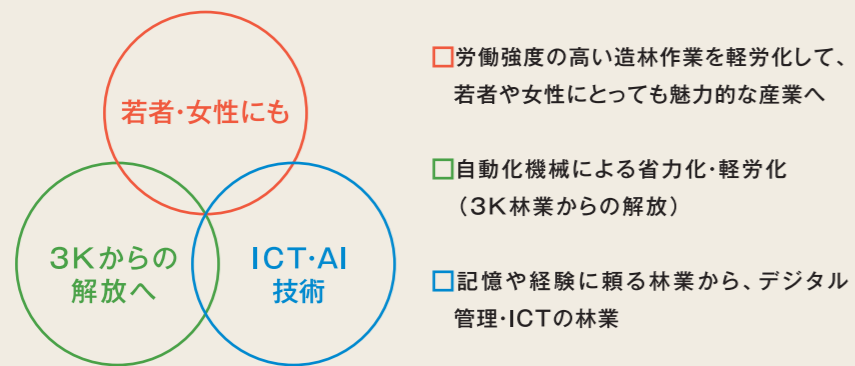 若者・女性にも
3Kからの
解放へ
ICT・AI
技術
□労働強度の高い造林作業を軽労化して、
若者や女性にとっても魅力的な産業へ
□自動化機械による省力化・軽労化
（3K林業からの解放）
□記憶や経験に頼る林業から、デジタル
管理・ICTの林業